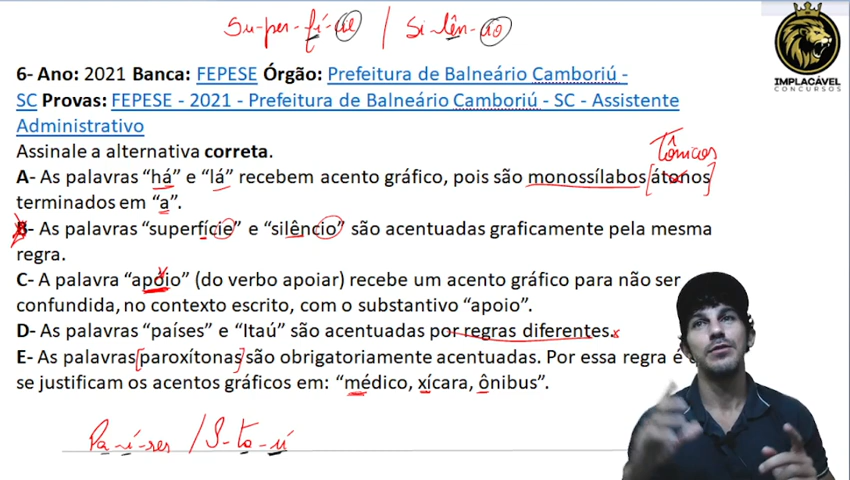 Su-per-fí-cie / Si-lên-cio
IMPLACÁVEL
CONCURSOS
6- Ano: 2021 Banca: FEPESE Órgão: Prefeitura de Balneário Camboriú -
SC Provas: FEPESE - 2021 - Prefeitura de Balneário Camboriú - SC - Assistente
Administrativo
Assinale a alternativa correta.
Tônicos
A- As palavras “há” e “lá” recebem acento gráfico, pois são monossílabos [átonos]
terminados em “a”.
B- As palavras “superfície” e “silêncio” são acentuadas graficamente pela mesma
regra.
C- A palavra “apóio” (do verbo apoiar) recebe um acento gráfico para não ser
confundida, no contexto escrito, com o substantivo “apoio”.
D- As palavras “países” e “Itaú” são acentuadas por regras diferentes.
E- As palavras [paroxítonas] são obrigatoriamente acentuadas. Por essa regra é
se justificam os acentos gráficos em: “médico, xícara, ônibus”.
Pa-í-ses / I-ta-ú